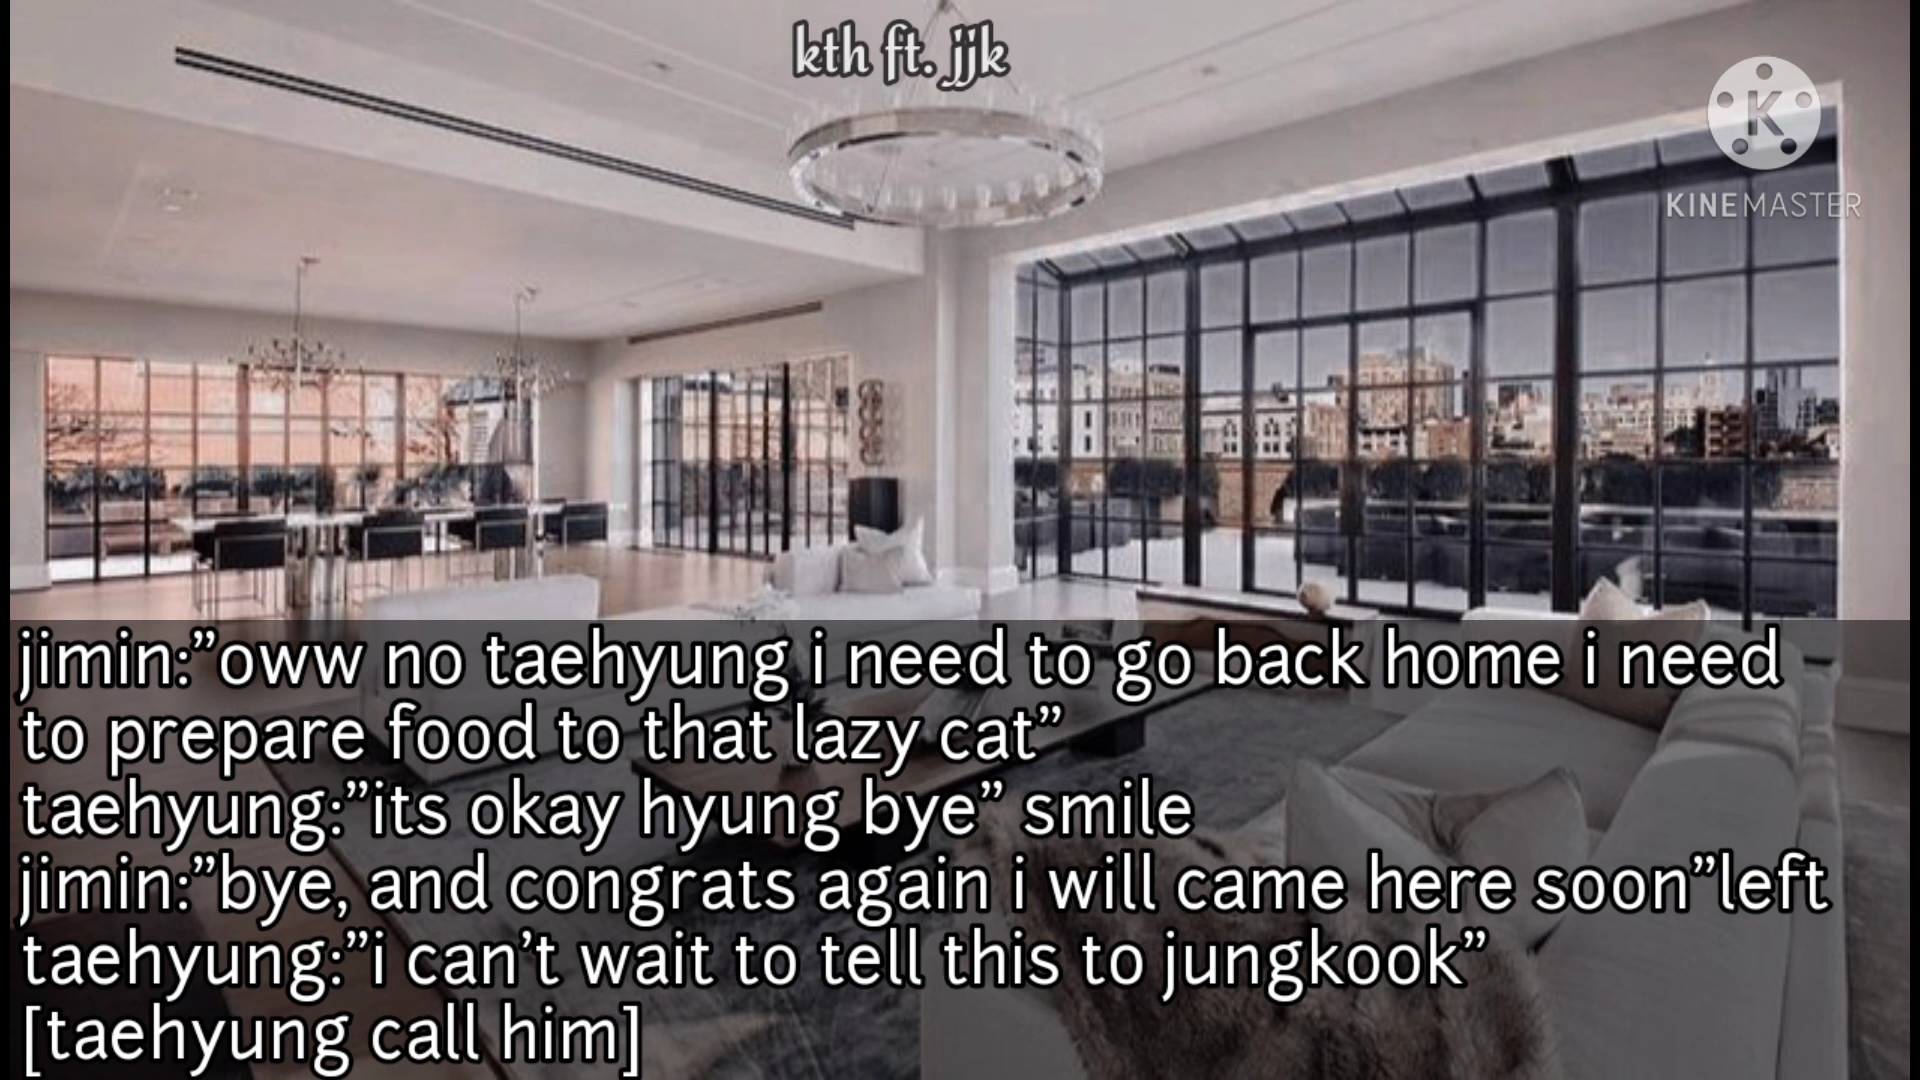 kth ft. jjk
K
KINEMASTER
jimin:”oww no taehyung i need to go back home i need
to prepare food to that lazy cat”
taehyung:”its okay hyung bye” smile
jimin:”bye, and congrats again i will came here soon”left
taehyung:”i can’t wait to tell this to jungkook”
[taehyung call him]